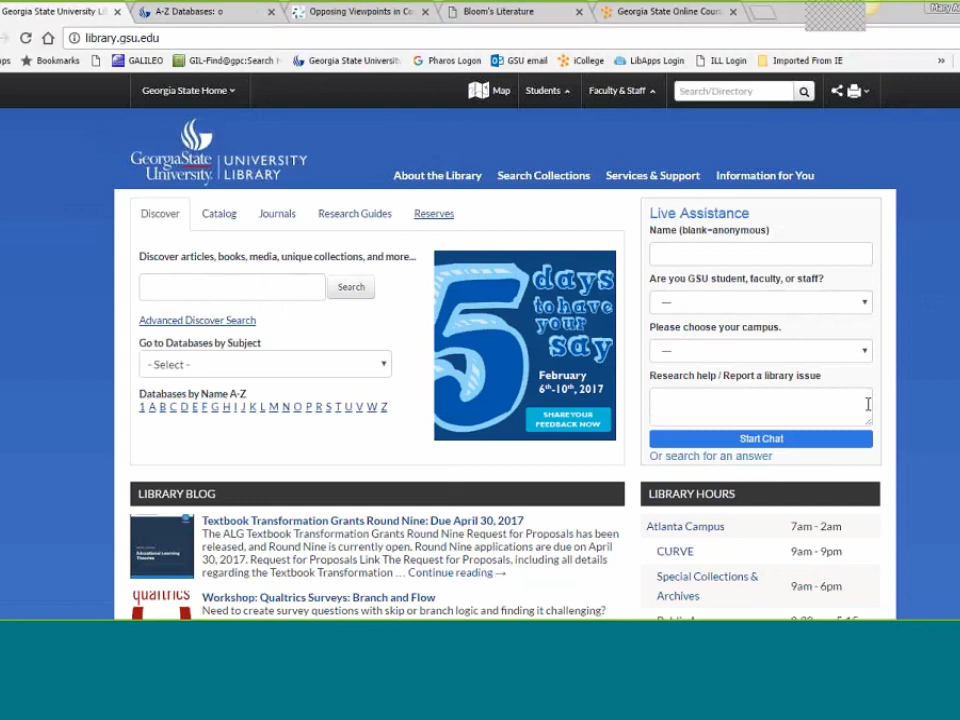 Georgia State University Li
A-Z Databases: o
Opposing Viewpoints in Co
Bloom's Literature
Georgia State Online Coun
library.gsu.edu
ps
Bookmarks
GALILEO
GIL-Find@gpc::Search
Georgia State Universit
Pharos Logon
GSU email
iCollege
LibApps Login
ILL Login
Imported From IE
»
Georgia State Home
Map
Students
Faculty & Staff
Search/Directory
GeorgiaState
University
UNIVERSITY
LIBRARY
About the Library
Search Collections
Services & Support
Information for You
Discover
Catalog
Journals
Research Guides
Reserves
Discover articles, books, media, unique collections, and more...
Search
Advanced Discover Search
Go to Databases by Subject
- Select -
Databases by Name A-Z
1 A B C D E F G H I J K L M N O P R S T U V W Z
5 days
to have
your
say
February
6th-10th, 2017
SHARE YOUR
FEEDBACK NOW
Live Assistance
Name (blank=anonymous)
Are you GSU student, faculty, or staff?
---
Please choose your campus.
---
Research help / Report a library issue
Start Chat
Or search for an answer
LIBRARY BLOG
Textbook Transformation Grants Round Nine: Due April 30, 2017
The ALG Textbook Transformation Grants Round Nine Request for Proposals has been
released, and Round Nine is currently open. Round Nine applications are due on April
30, 2017. Request for Proposals Link The Request for Proposals, including all details
regarding the Textbook Transformation … Continue reading →
qualtrics
Workshop: Qualtrics Surveys: Branch and Flow
Need to create survey questions with skip or branch logic and finding it challenging?
LIBRARY HOURS
Atlanta Campus 7am - 2am
CURVE 9am - 9pm
Special Collections &
Archives 9am - 6pm